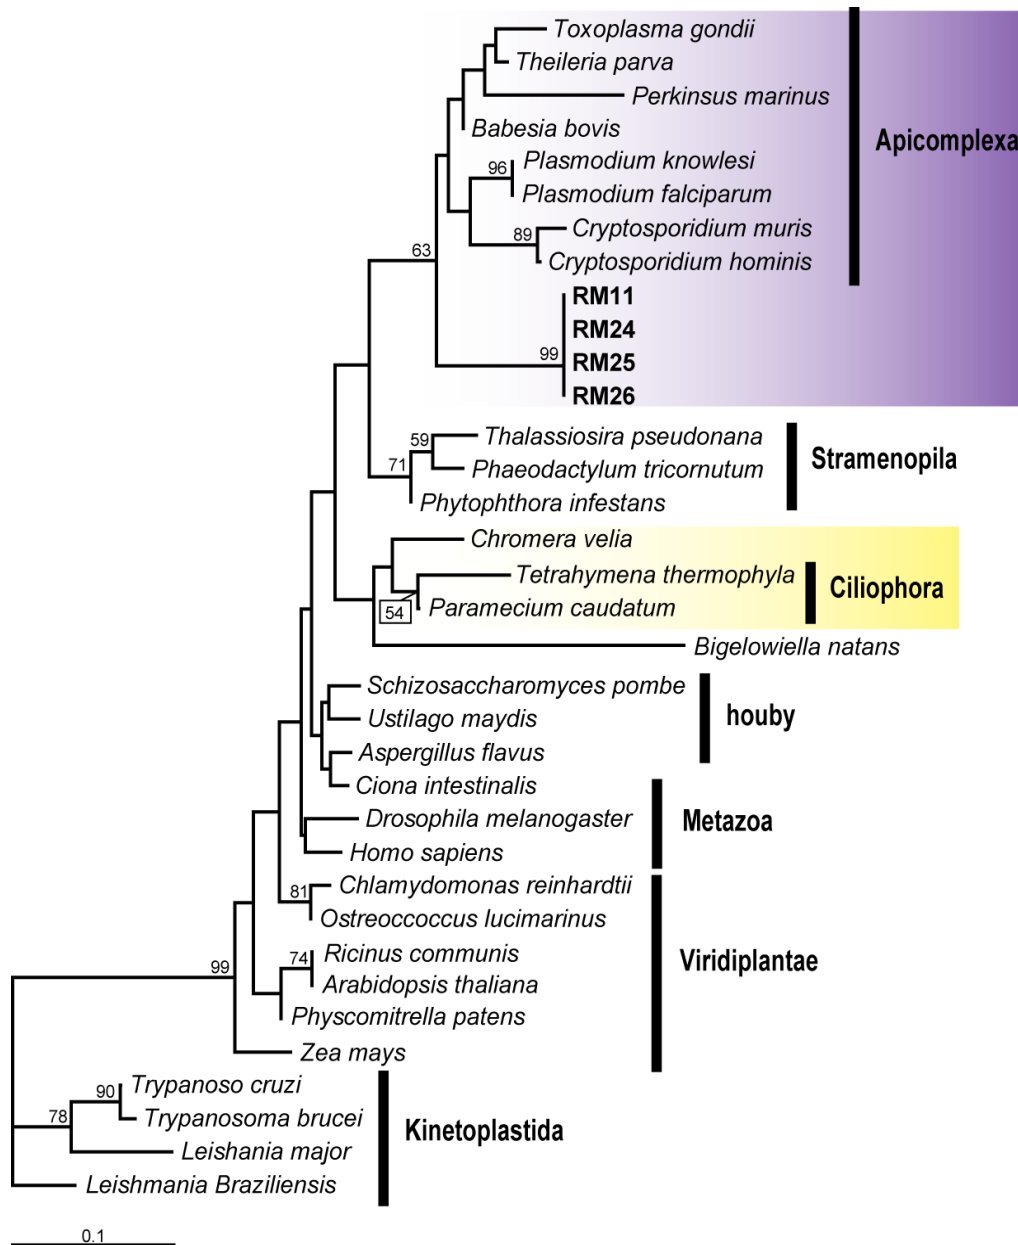 Toxoplasma gondii
Theileria parva
Perkinsus marinus
Babesia bovis
Apicomplexa
96
Plasmodium knowlesi
Plasmodium falciparum
89
Cryptosporidium muris
Cryptosporidium hominis
63
RM11
RM24
99
RM25
RM26
59
Thalassiosira pseudonana
71
Phaeodactylum tricornutum
Stramenopila
Phytophthora infestans
Chromera velia
Tetrahymena thermophyla
Ciliophora
54
Paramecium caudatum
Bigelowiella natans
Schizosaccharomyces pombe
Ustilago maydis
houby
Aspergillus flavus
Ciona intestinalis
Drosophila melanogaster
Metazoa
Homo sapiens
81
Chlamydomonas reinhardtii
Ostreoccoccus lucimarinus
74
Ricinus communis
Viridiplantae
99
Arabidopsis thaliana
Physcomitrella patens
Zea mays
90
Trypanoso cruzi
78
Trypanosoma brucei
Kinetoplastida
Leishania major
Leishmania Braziliensis
0.1